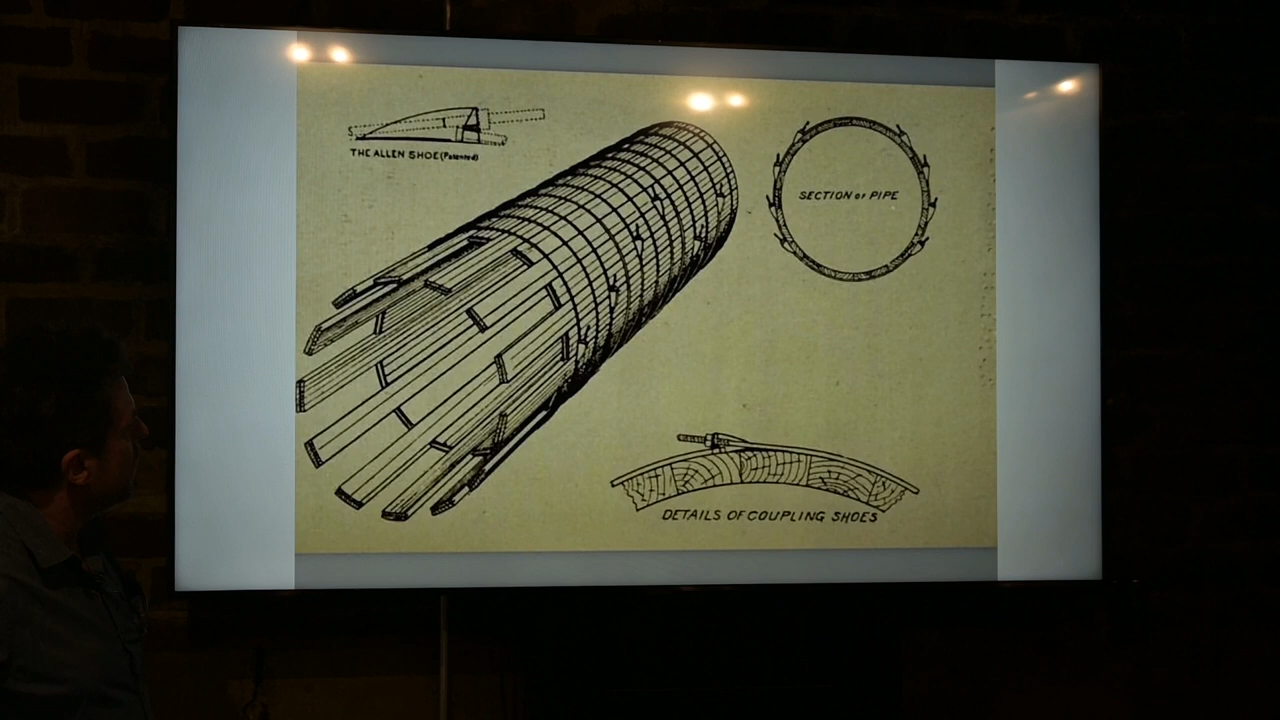 THE ALLEN SHOE (Patented)
SECTION OF PIPE
DETAILS OF COUPLING SHOES